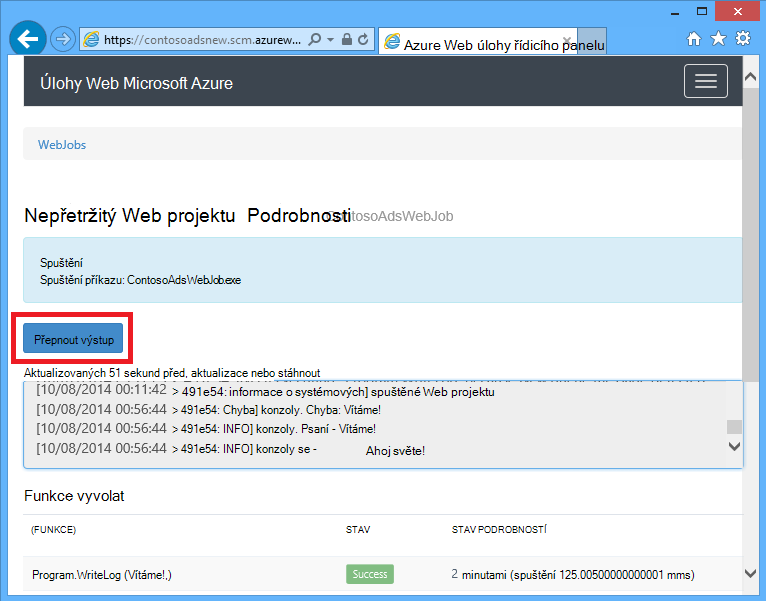 https://contosoadsnew.scm.azurew...
Azure Web úlohy řídicího panelu
Úlohy Web Microsoft Azure
WebJobs
Nepřetržitý Web projektu Podrobnosti ContosoAdsWebJob
Spuštění
Spuštění příkazu: ContosoAdsWebJob.exe
Přepnout výstup
Aktualizovaných 51 sekund před, aktualizace nebo stáhnout
[10/08/2014 00:11:42 > 491e54: informace o systémových] spuštěné Web projektu
[10/08/2014 00:56:44 > 491e54: Chyba] konzoly. Chyba: Vítáme!
[10/08/2014 00:56:44 > 491e54: INFO] konzoly. Psaní - Vítáme!
[10/08/2014 00:56:44 > 491e54: INFO] konzoly se - Ahoj světe!
Funkce vyvolat
(FUNKCE) STAV STAV PODROBNOSTÍ
Program.WriteLog (Vítáme!,) Success 2 minutami (spuštění 125.00500000000001 mms)